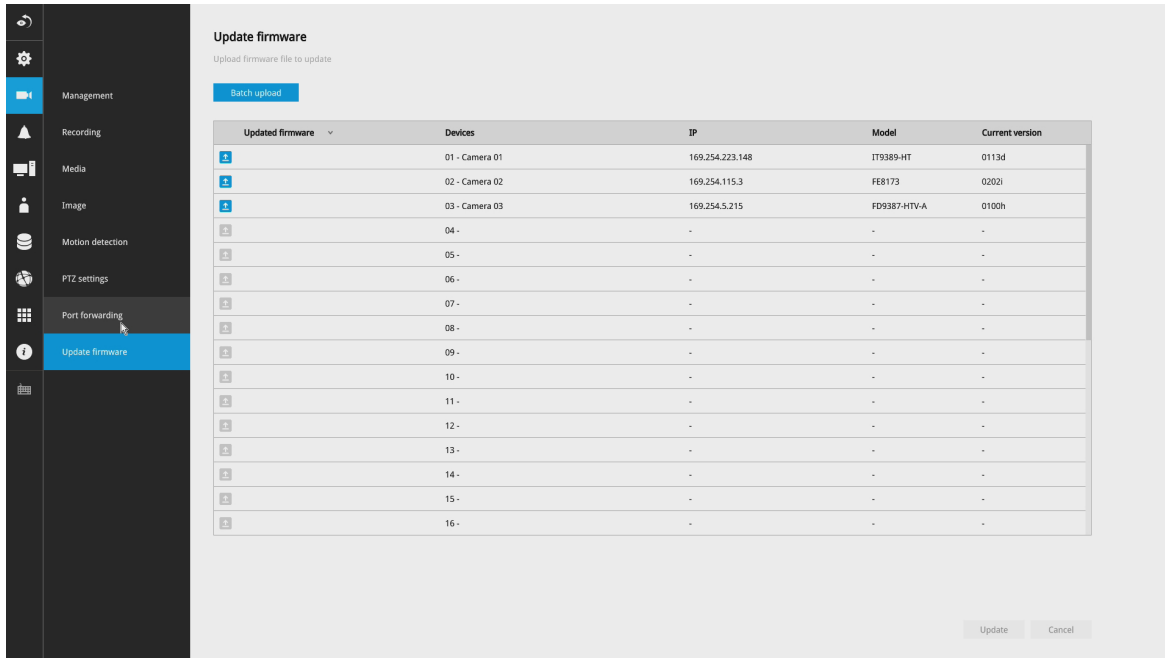 Update firmware
Upload firmware file to update
Batch upload
Management
Recording
Media
Image
Motion detection
PTZ settings
Port forwarding
Update firmware
Updated firmware Devices IP Model Current version
01 - Camera 01 169.254.223.148 IT9389-HT 0113d
02 - Camera 02 169.254.115.3 FE8173 0202i
03 - Camera 03 169.254.5.215 FD9387-HTV-A 0100h
04 - - - -
05 - - - -
06 - - - -
07 - - - -
08 - - - -
09 - - - -
10 - - - -
11 - - - -
12 - - - -
13 - - - -
14 - - - -
15 - - - -
16 - - - -
Update Cancel